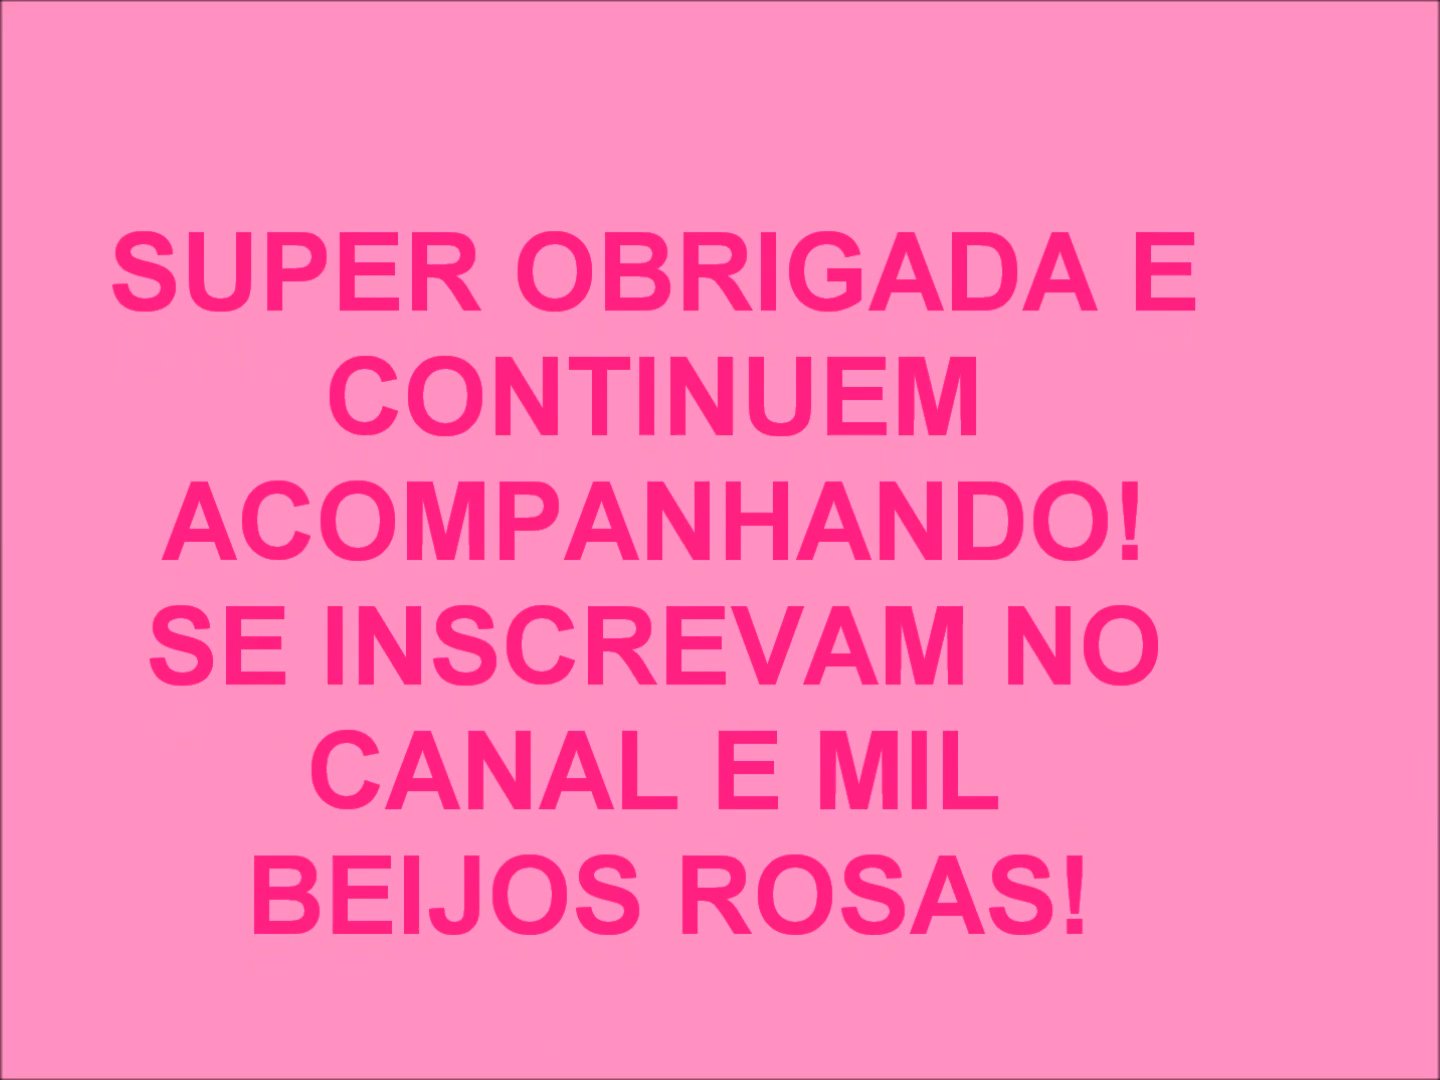 SUPER OBRIGADA E
CONTINUEM
ACOMPANHANDO!
SE INSCREVAM NO
CANAL E MIL
BEIJOS ROSAS!